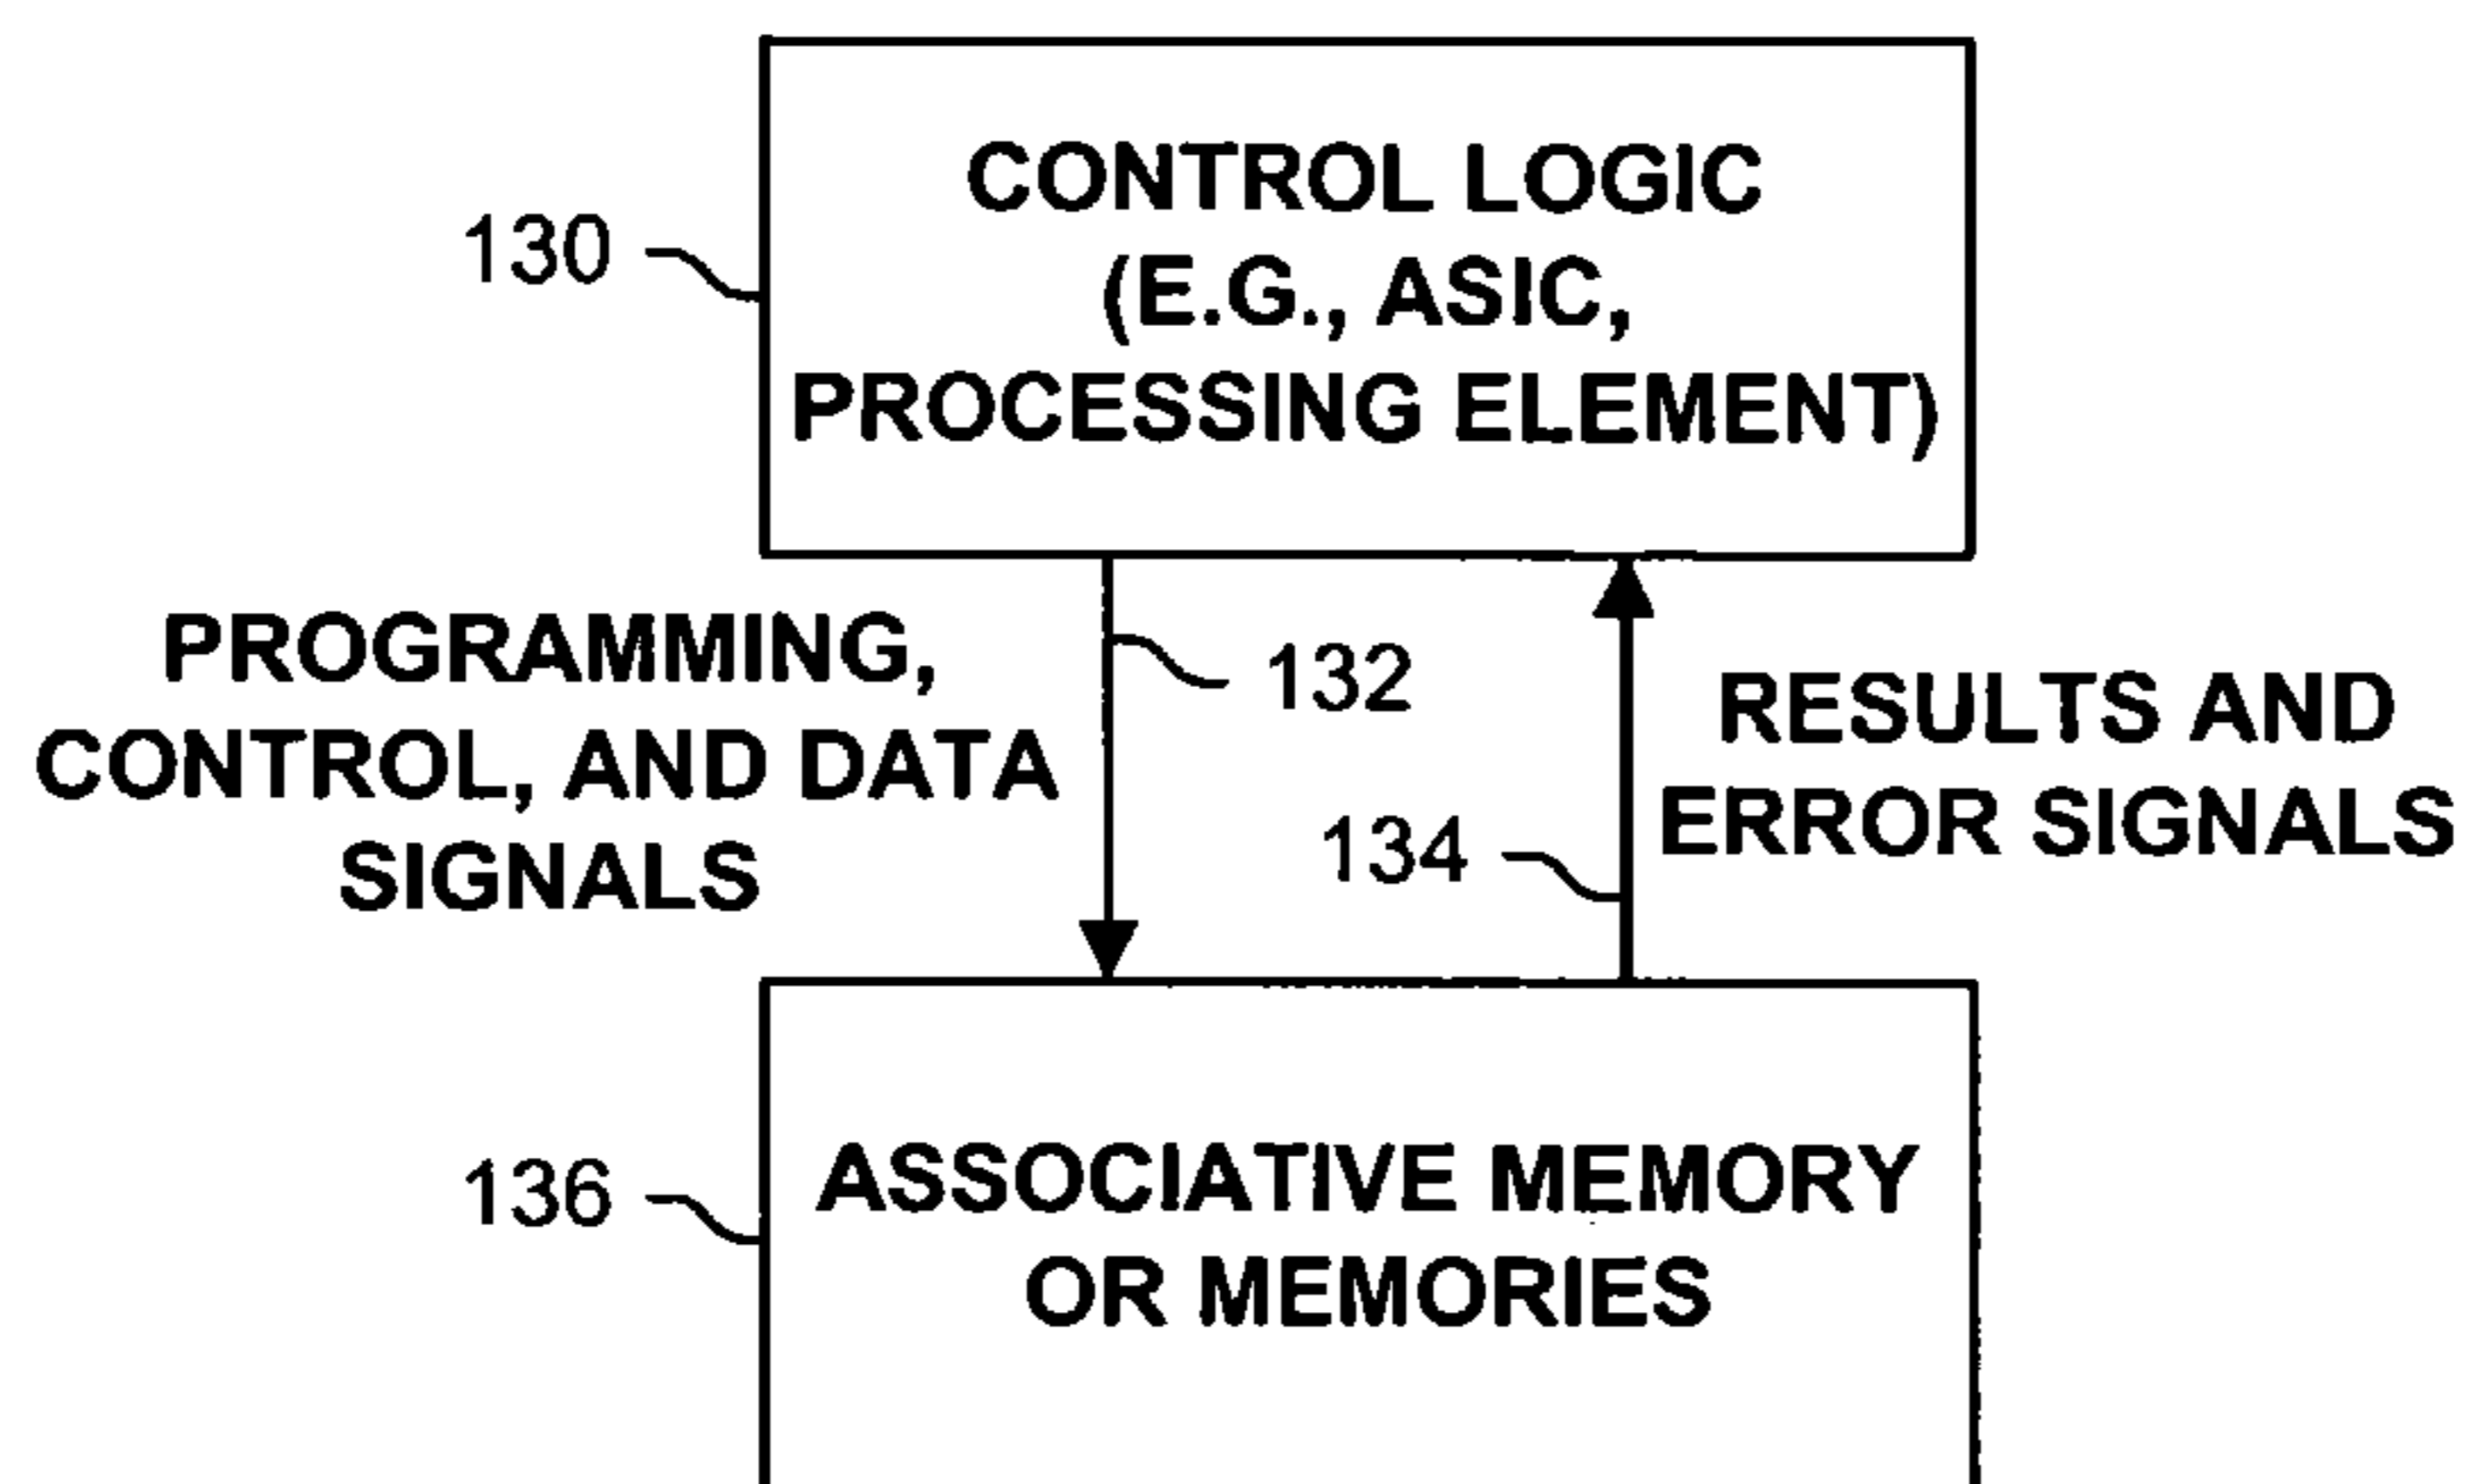 CONTROL LOGIC
(E.G., ASIC,
PROCESSING ELEMENT)
130
PROGRAMMING,
CONTROL, AND DATA
SIGNALS
132
134
RESULTS AND
ERROR SIGNALS
136
ASSOCIATIVE MEMORY
OR MEMORIES